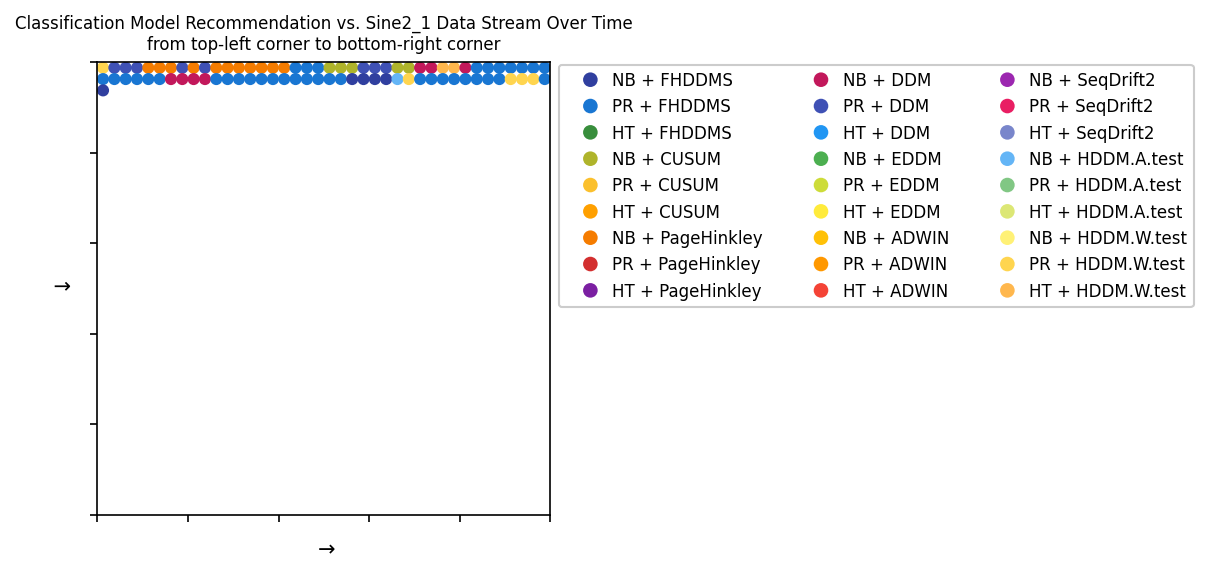 Classification Model Recommendation vs. Sine2_1 Data Stream Over Time
from top-left corner to bottom-right corner
NB + FHDDMS
PR + FHDDMS
HT + FHDDMS
NB + CUSUM
PR + CUSUM
HT + CUSUM
NB + PageHinkley
PR + PageHinkley
HT + PageHinkley
NB + DDM
PR + DDM
HT + DDM
NB + EDDM
PR + EDDM
HT + EDDM
NB + ADWIN
PR + ADWIN
HT + ADWIN
NB + SeqDrift2
PR + SeqDrift2
HT + SeqDrift2
NB + HDDM.A.test
PR + HDDM.A.test
HT + HDDM.A.test
NB + HDDM.W.test
PR + HDDM.W.test
HT + HDDM.W.test
→
→